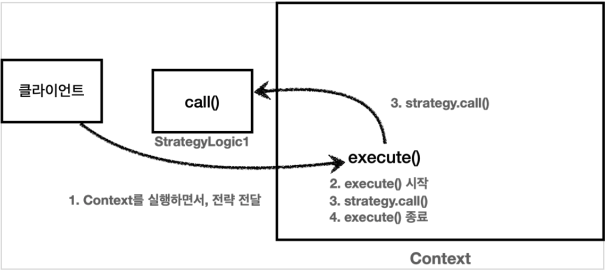 클라이언트
call()
StrategyLogic1
3. strategy.call()
execute()
1. Context를 실행하면서, 전략 전달
2. execute() 시작
3. strategy.call()
4. execute() 종료
Context